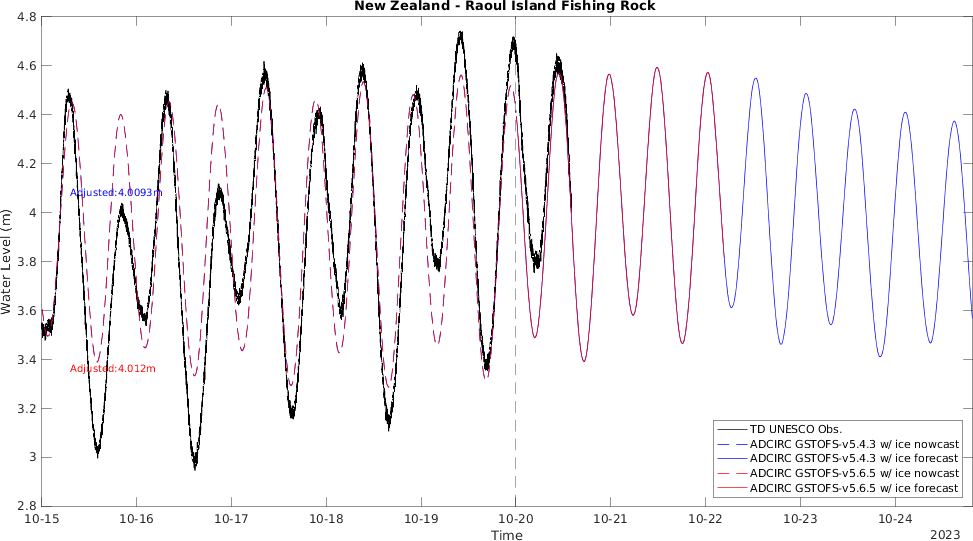 New Zealand - Raoul Island Fishing Rock
4.8
4.6
4.4
4.2
4
3.8
3.6
3.4
3.2
3
2.8
Water Level (m)
Adjusted:4.0093m
Adjusted:4.012m
TD UNESCO Obs.
ADCIRC GSTOFS-v5.4.3 w/ ice nowcast
ADCIRC GSTOFS-v5.4.3 w/ ice forecast
ADCIRC GSTOFS-v5.6.5 w/ ice nowcast
ADCIRC GSTOFS-v5.6.5 w/ ice forecast
10-15 10-16 10-17 10-18 10-19 10-20 10-21 10-22 10-23 10-24
Time
2023